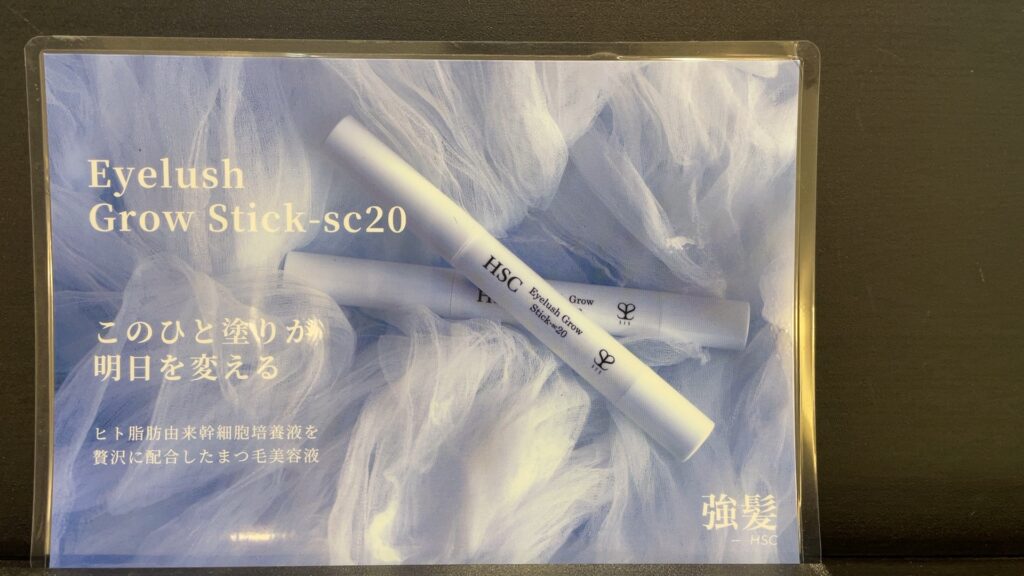 Eyelush
Grow Stick-sc20
HSC
Eyelush Grow
Stick-sc20
Grow
このひと塗りが
明日を変える
ヒト脂肪由来幹細胞培養液を
贅沢に配合したまつ毛美容液
強髪
— HSC